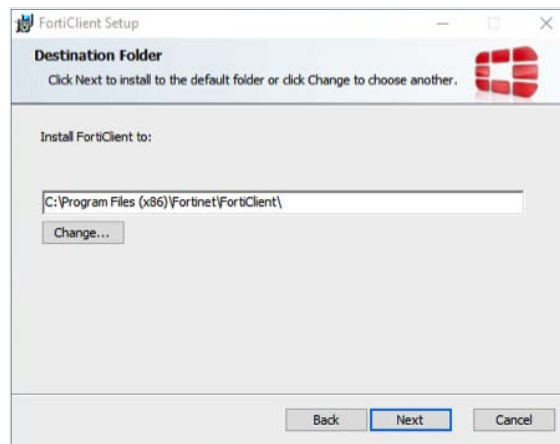 FortiClient Setup
Destination Folder
Click Next to install to the default folder or click Change to choose another.
Install FortiClient to:
C:\Program Files (x86)\Fortinet\FortiClient\
Change...
Back Next Cancel